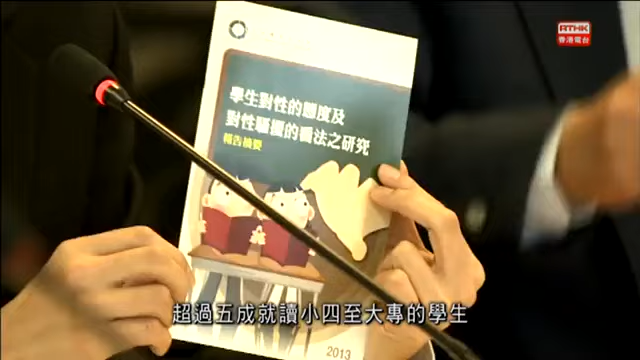 RTHK
香港電台
學生對性的態度及
對性騷擾的看法之研究
報告摘要
超過五成就讀小四至大專的學生
2013